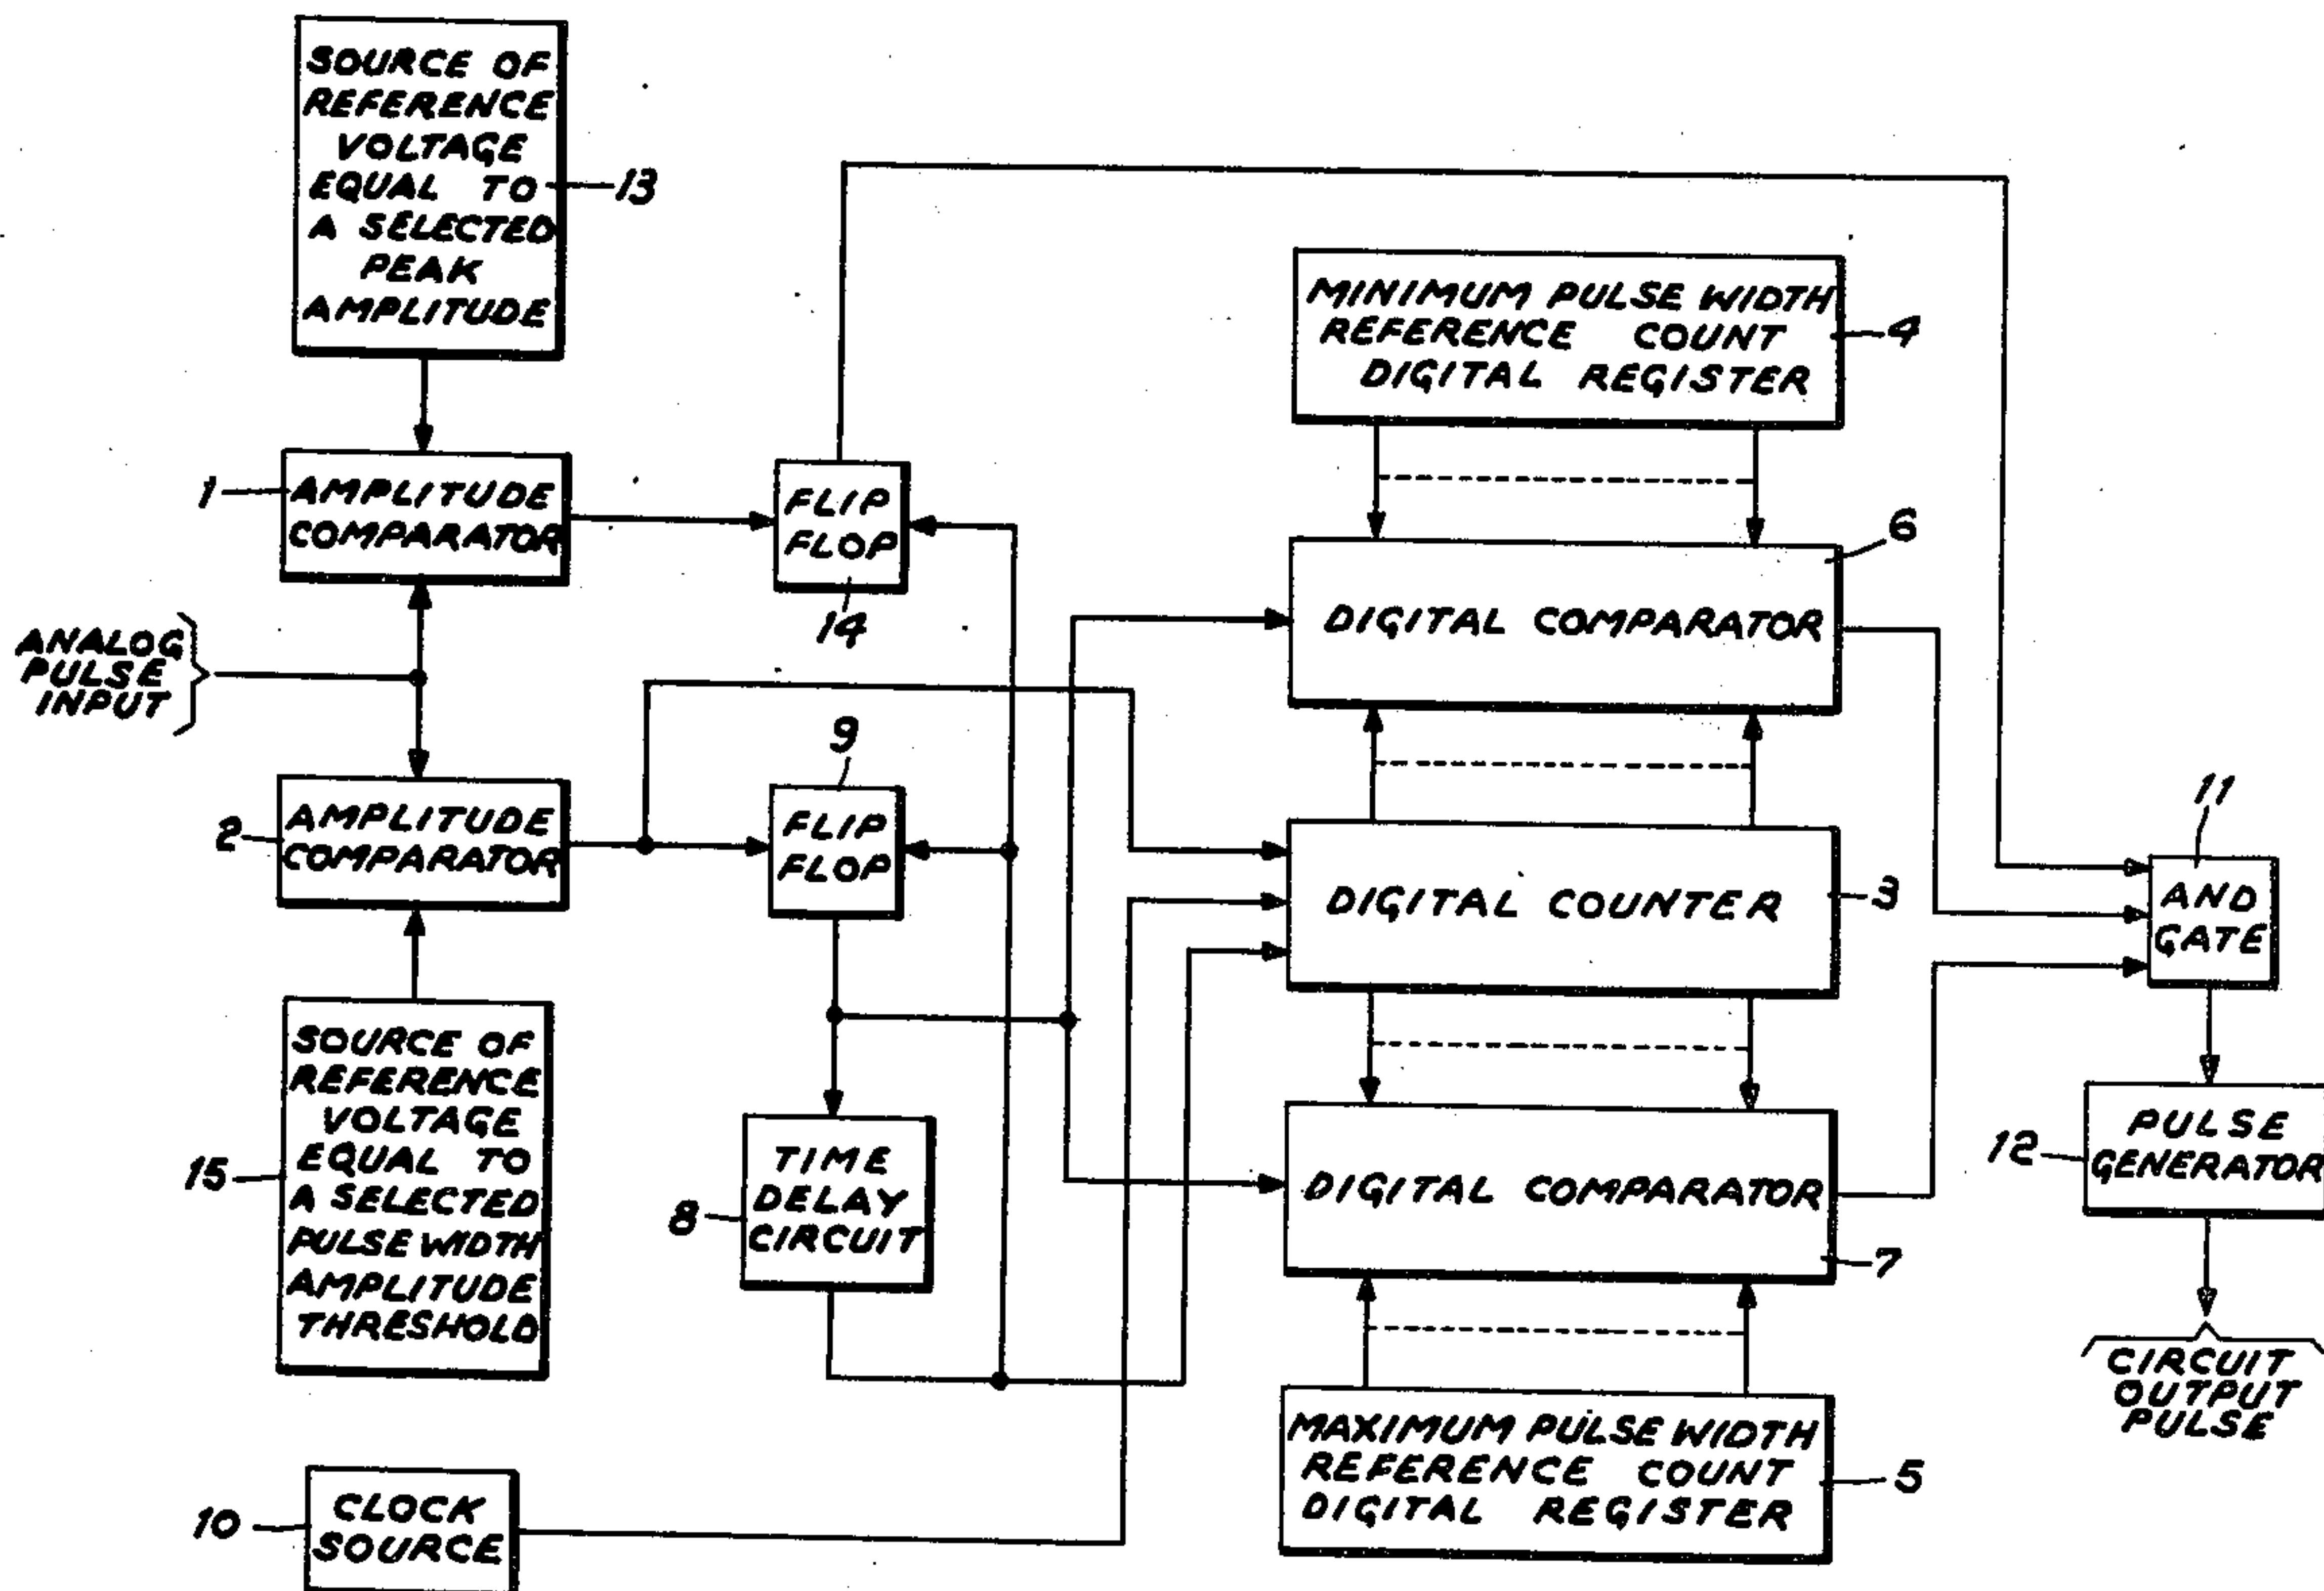 SOURCE OF
REFERENCE
VOLTAGE
EQUAL TO
A SELECTED
PEAK
AMPLITUDE
13
MINIMUM PULSE WIDTH
REFERENCE COUNT
DIGITAL REGISTER
4
1
AMPLITUDE
COMPARATOR
FLIP
FLOP
14
6
DIGITAL COMPARATOR
ANALOG
PULSE
INPUT
2
AMPLITUDE
COMPARATOR
9
FLIP
FLOP
DIGITAL COUNTER
3
11
AND
GATE
15
SOURCE OF
REFERENCE
VOLTAGE
EQUAL TO
A SELECTED
PULSE WIDTH
AMPLITUDE
THRESHOLD
8
TIME
DELAY
CIRCUIT
DIGITAL COMPARATOR
7
12
PULSE
GENERATOR
CIRCUIT
OUTPUT
PULSE
MAXIMUM PULSE WIDTH
REFERENCE COUNT
DIGITAL REGISTER
5
10
CLOCK
SOURCE